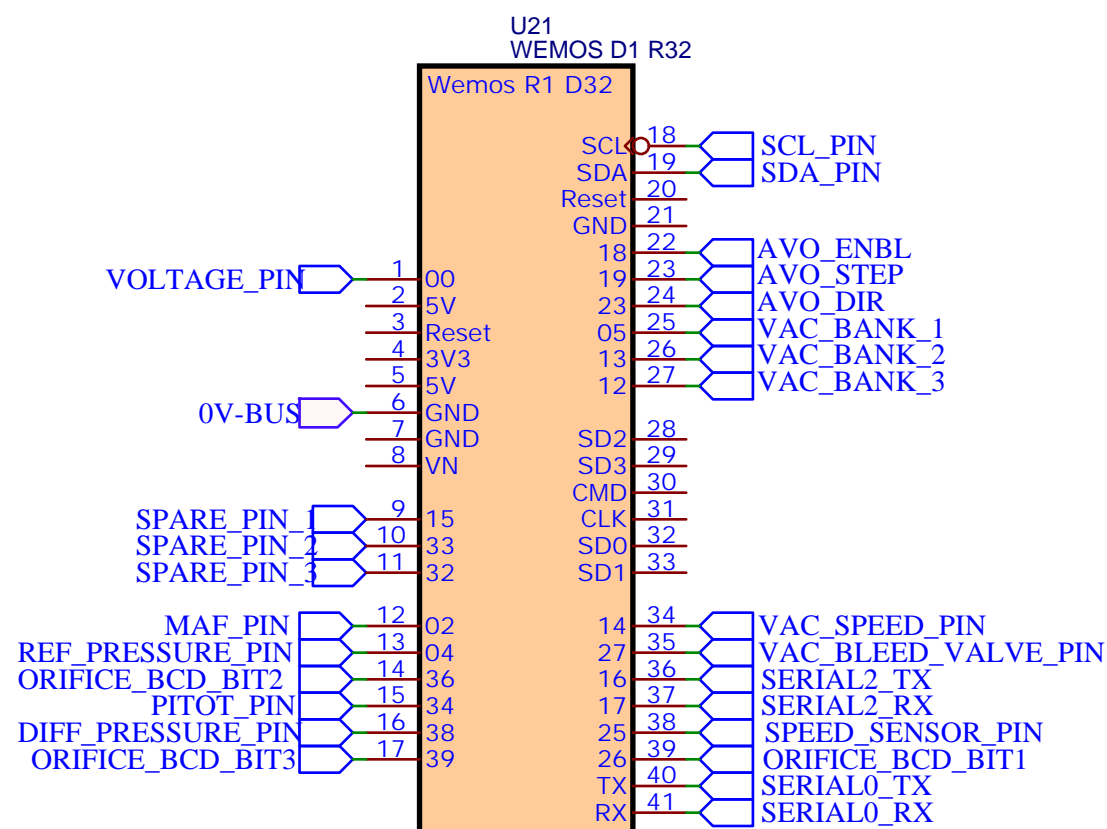 U21
WEMOS D1 R32
Wemos R1 D32
SCL 18 SCL_PIN
SDA 19 SDA_PIN
Reset 20
GND 21
18 22 AVO_ENBL
VOLTAGE_PIN 1 00 19 23 AVO_STEP
2 5V 23 24 AVO_DIR
3 Reset 05 25 VAC_BANK_1
4 3V3 13 26 VAC_BANK_2
5 5V 12 27 VAC_BANK_3
0V-BUS 6 GND
7 GND SD2 28
8 VN SD3 29
CMD 30
SPARE_PIN_1 9 15 CLK 31
SPARE_PIN_2 10 33 SD0 32
SPARE_PIN_3 11 32 SD1 33
MAF_PIN 12 02 14 34 VAC_SPEED_PIN
REF_PRESSURE_PIN 13 04 27 35 VAC_BLEED_VALVE_PIN
ORIFICE_BCD_BIT2 14 36 16 36 SERIAL2_TX
PITOT_PIN 15 34 17 37 SERIAL2_RX
DIFF_PRESSURE_PIN 16 38 25 38 SPEED_SENSOR_PIN
ORIFICE_BCD_BIT3 17 39 26 39 ORIFICE_BCD_BIT1
TX 40 SERIAL0_TX
RX 41 SERIAL0_RX